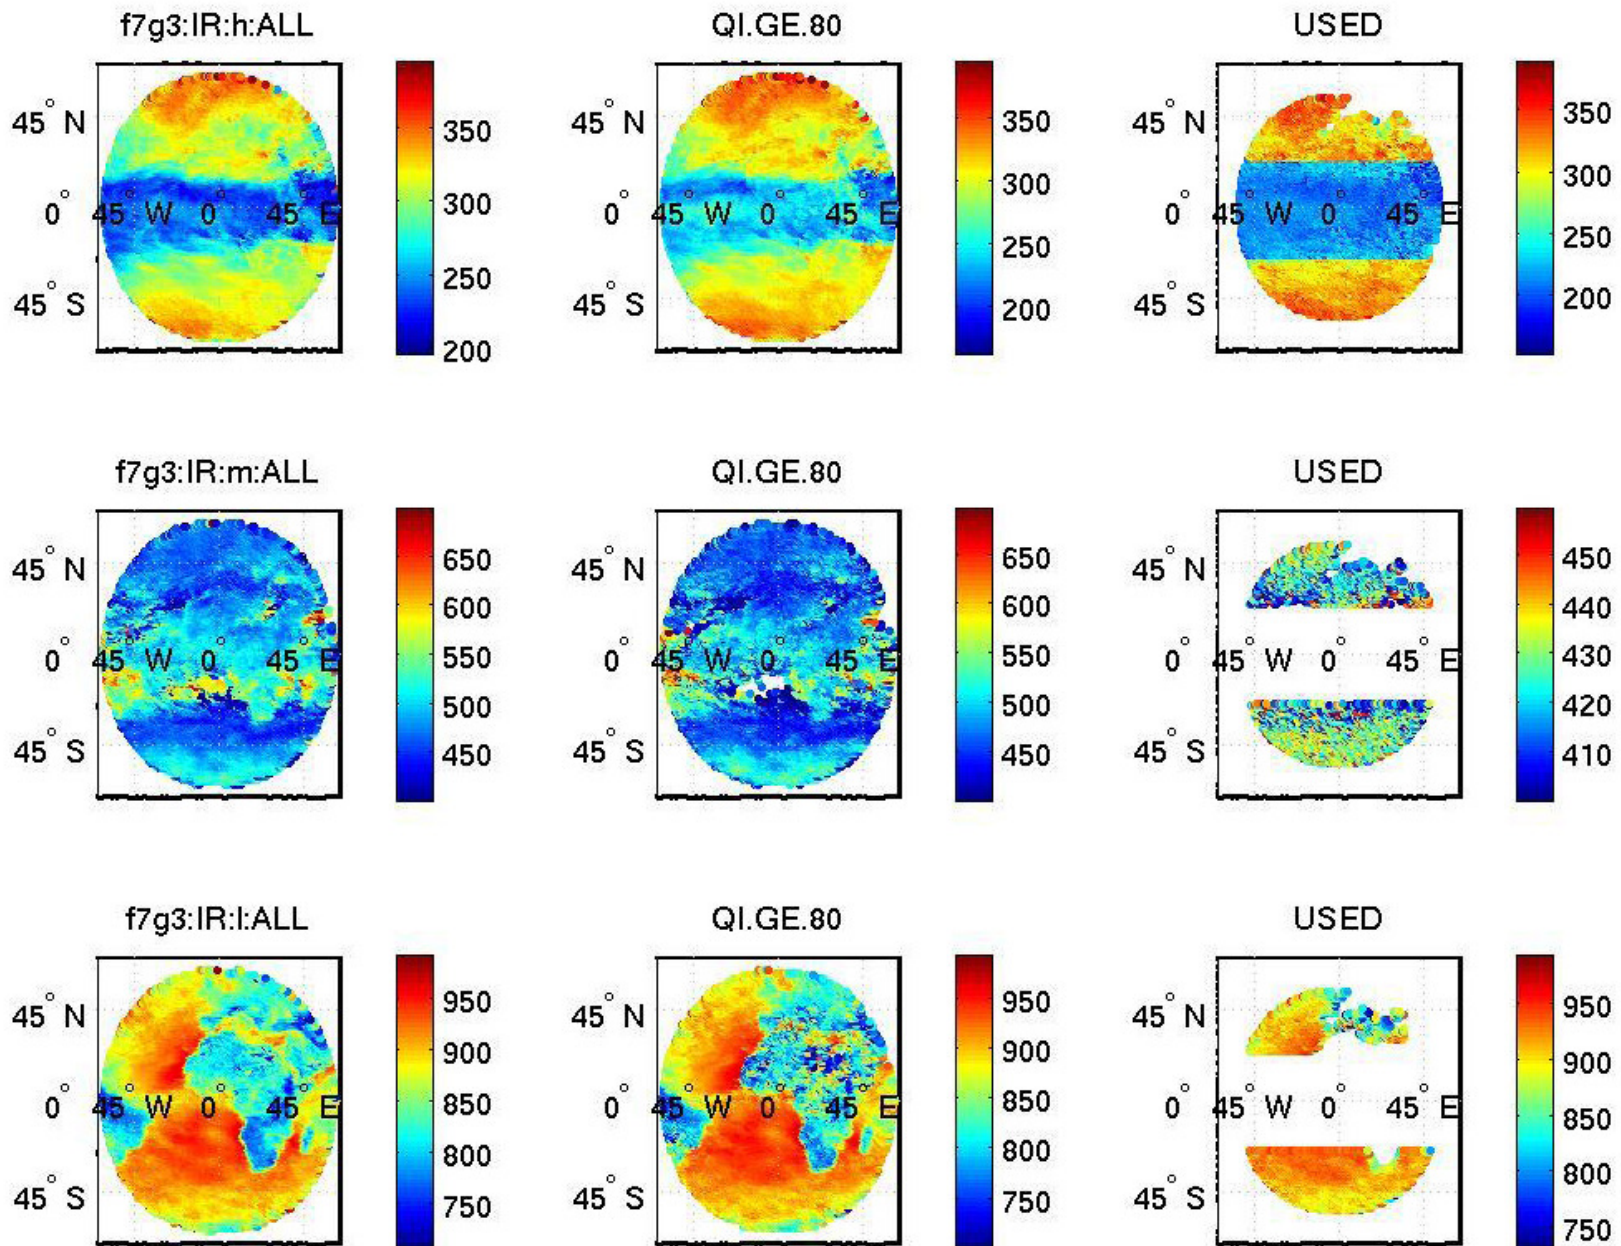 f7g3:IR:h:ALL
QI.GE.80
USED
45° N
0°
45° S
45 W 0 45 E
350
300
250
200
45° N
0°
45° S
45 W 0 45 E
350
300
250
200
45° N
0°
45° S
45 W 0 45 E
350
300
250
200
f7g3:IR:m:ALL
QI.GE.80
USED
45° N
0°
45° S
45 W 0 45 E
650
600
550
500
450
45° N
0°
45° S
45 W 0 45 E
650
600
550
500
450
45° N
0°
45° S
45 W 0 45 E
450
440
430
420
410
f7g3:IR:l:ALL
QI.GE.80
USED
45° N
0°
45° S
45 W 0 45 E
950
900
850
800
750
45° N
0°
45° S
45 W 0 45 E
950
900
850
800
750
45° N
0°
45° S
45 W 0 45 E
950
900
850
800
750